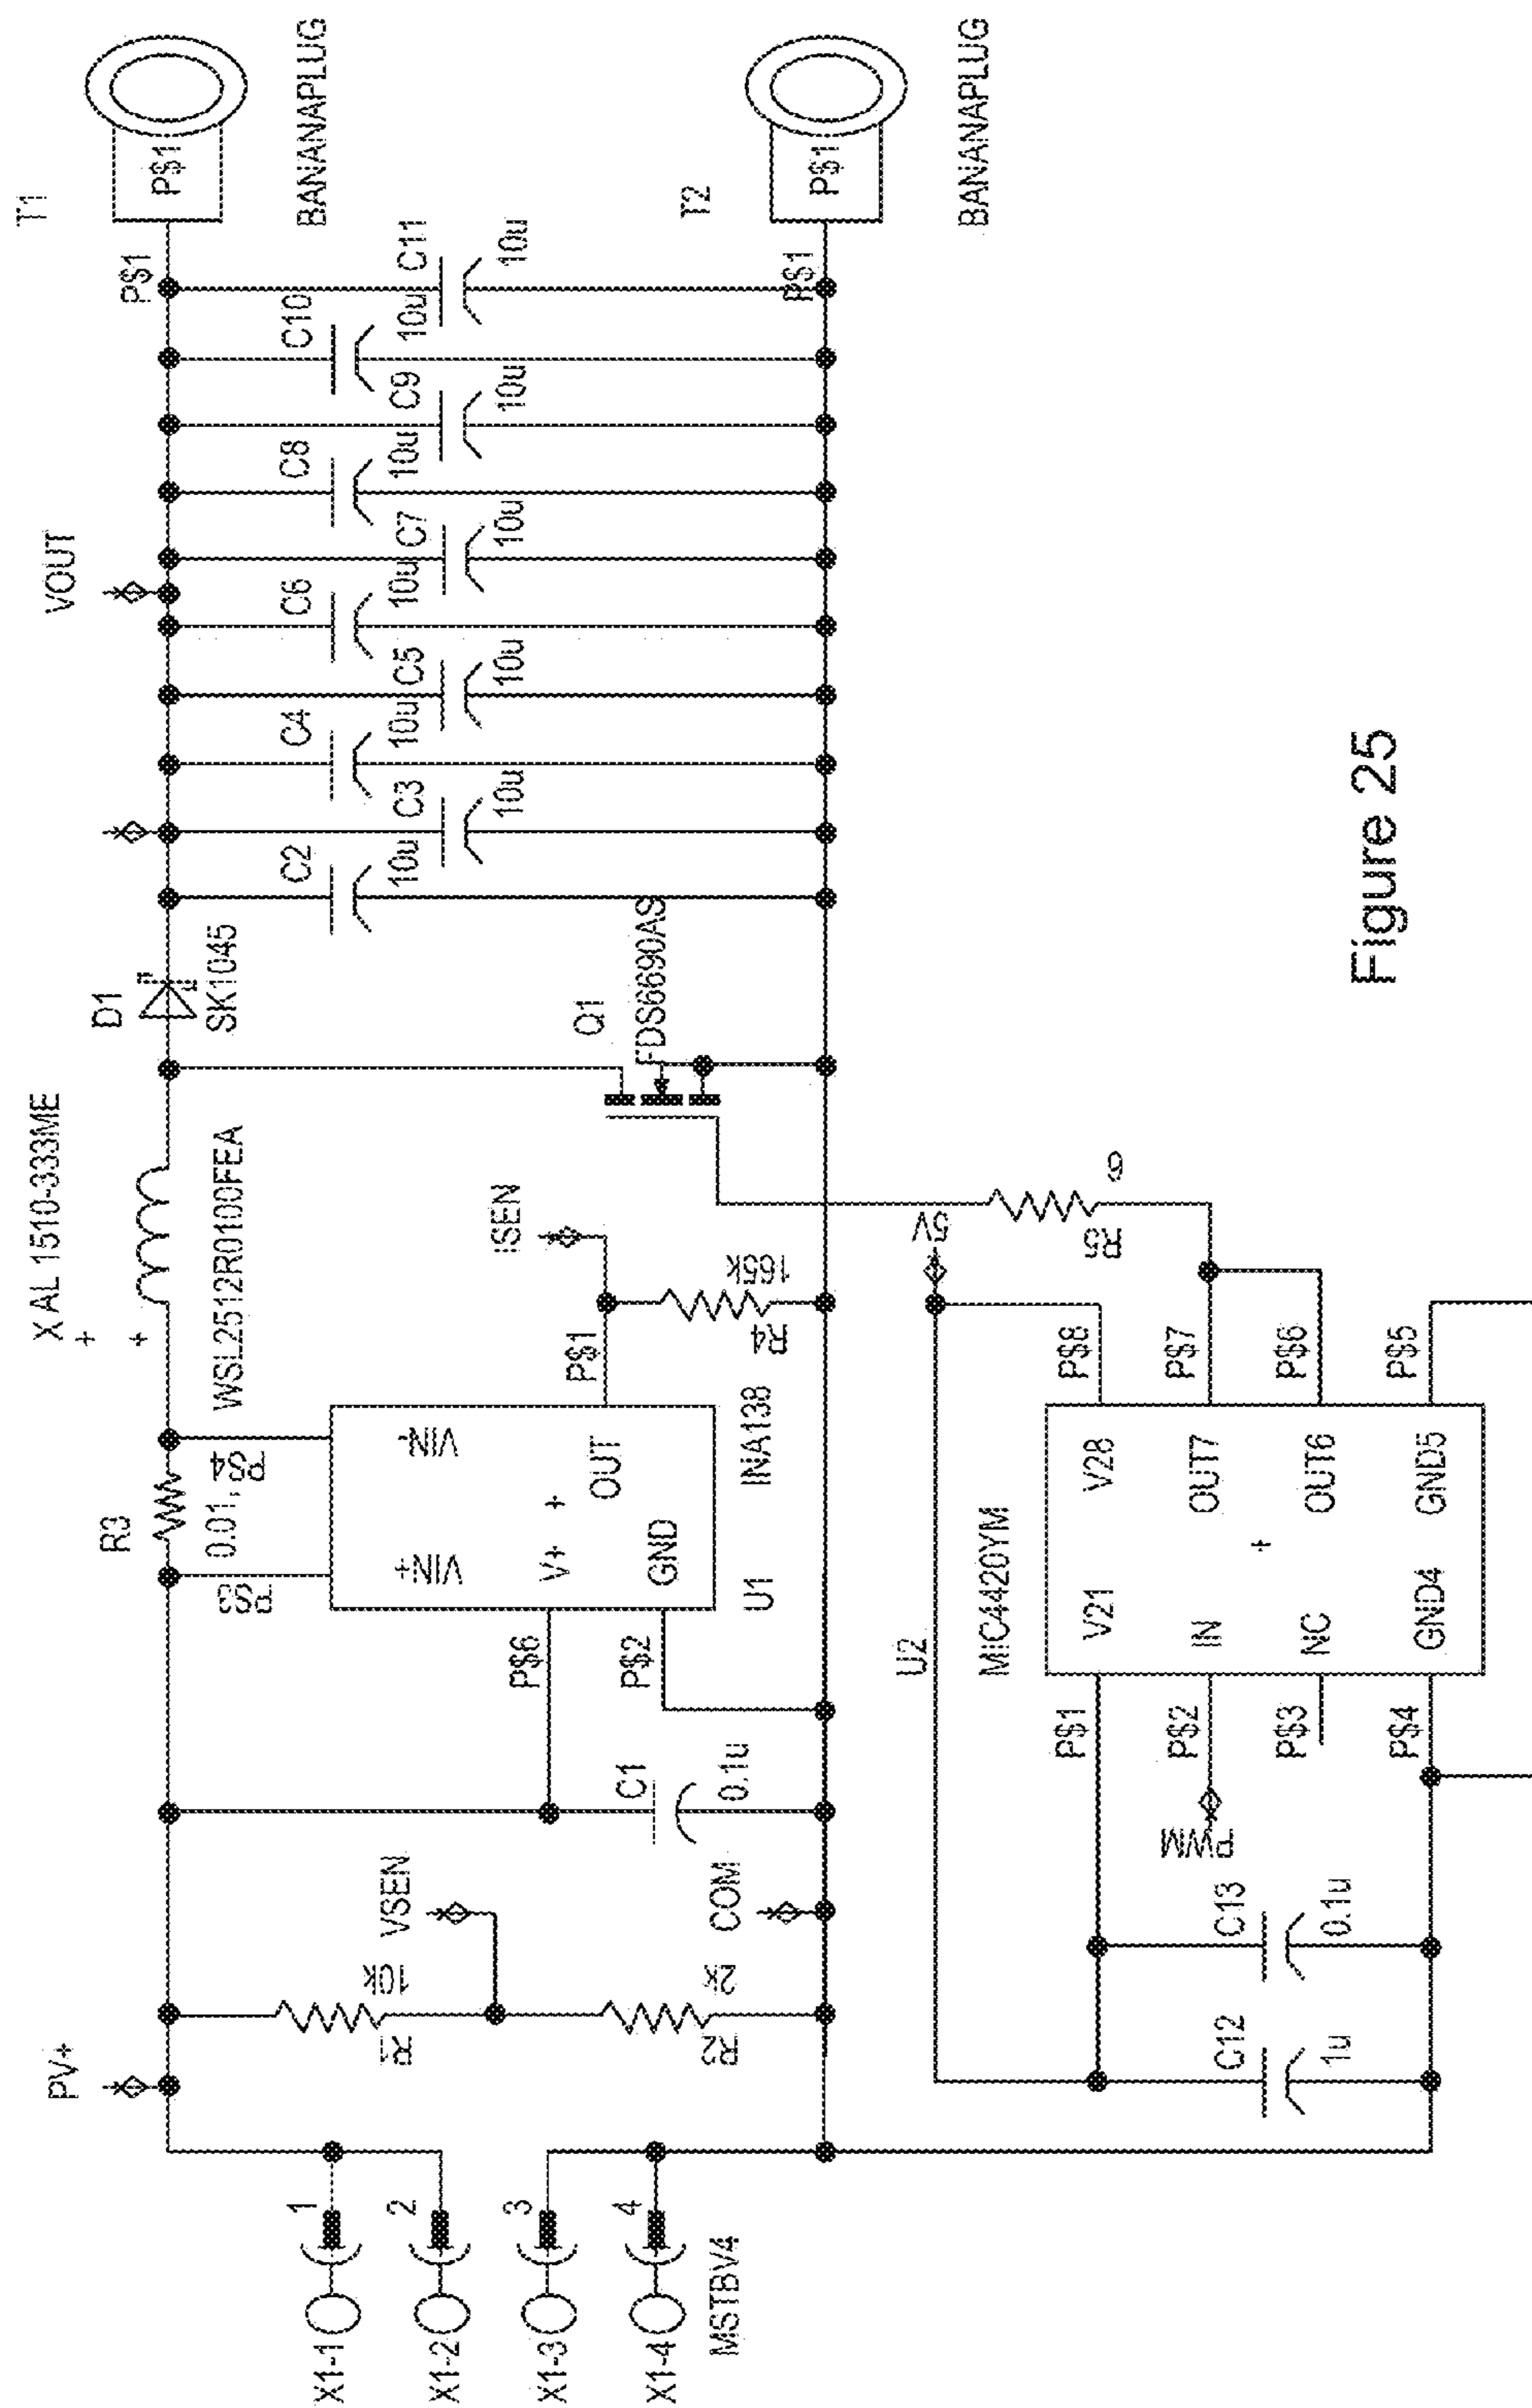 PV+
X1-1
1
X1-2
2
X1-3
3
X1-4
4
MSTBV4
R1
10k
VSEN
R2
2k
COM
C1
0.1u
R3
0.01,
WSL2512R0100FEA
P$3
P$4
VIN+
VIN-
V+
+
+
OUT
GND
P$6
P$2
P$1
U1
INA138
ISEN
R4
165k
X AL 1510-333ME
+
+
D1
SK1045
Q1
FDS6690AS
VOUT
C2
10u
C3
10u
C4
10u
C5
10u
C6
10u
C7
10u
C8
10u
C9
10u
C10
10u
C11
10u
P$1
T1
P$1
BANANAPLUG
P$1
T2
P$1
BANANAPLUG
U2
5V
R5
6
MIC4420YM
P$1
V21
V28
P$8
PWM
P$2
IN
OUT7
P$7
P$3
NC
+
OUT6
P$6
P$4
GND4
GND5
P$5
C12
1u
C13
0.1u
Figure 25